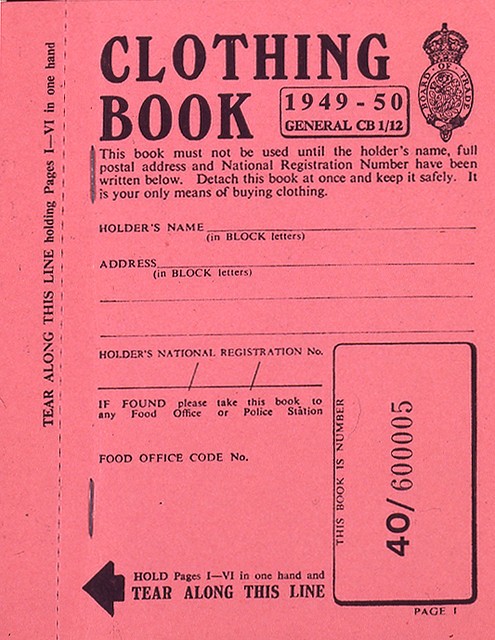 CLOTHING
BOOK
1949 - 50
GENERAL CB 1/12
BOARD OF TRADE
This book must not be used until the holder's name, full
postal address and National Registration Number have been
written below. Detach this book at once and keep it safely. It
is your only means of buying clothing.
HOLDER'S NAME
(in BLOCK letters)
ADDRESS
(in BLOCK letters)
HOLDER'S NATIONAL REGISTRATION No.
/ /
IF FOUND please take this book to
any Food Office or Police Station
FOOD OFFICE CODE No.
THIS BOOK IS NUMBER
40/600005
HOLD Pages I—VI in one hand and
TEAR ALONG THIS LINE
PAGE I
TEAR ALONG THIS LINE holding Pages I—VI in one hand